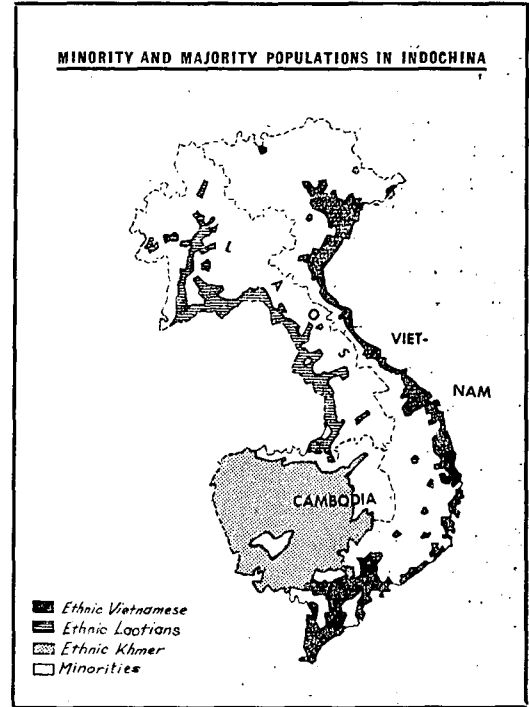 MINORITY AND MAJORITY POPULATIONS IN INDOCHINA
L
A
O
S
VIET-
NAM
CAMBODIA
Ethnic Vietnamese
Ethnic Laotians
Ethnic Khmer
Minorities